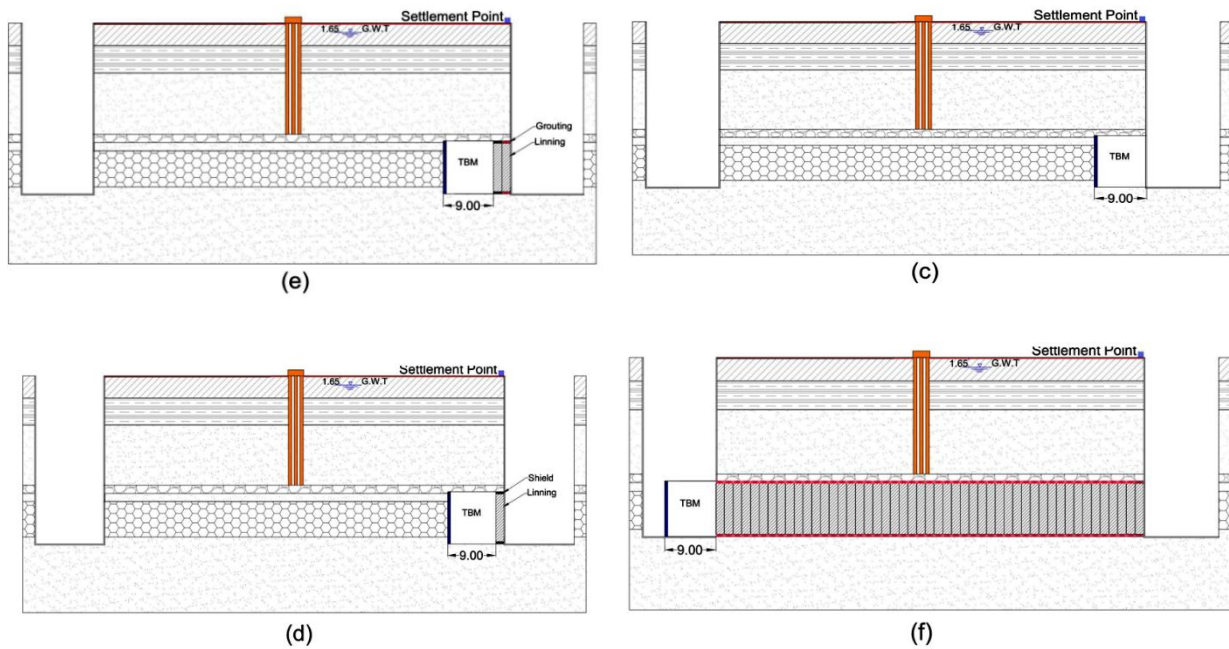 Settlement Point
1.65 G.W.T
Grouting
Linning
TBM
9.00
(e)
Settlement Point
1.65 G.W.T
TBM
9.00
(c)
Settlement Point
1.65 G.W.T
Shield
Linning
TBM
9.00
(d)
Settlement Point
1.65 G.W.T
TBM
9.00
(f)